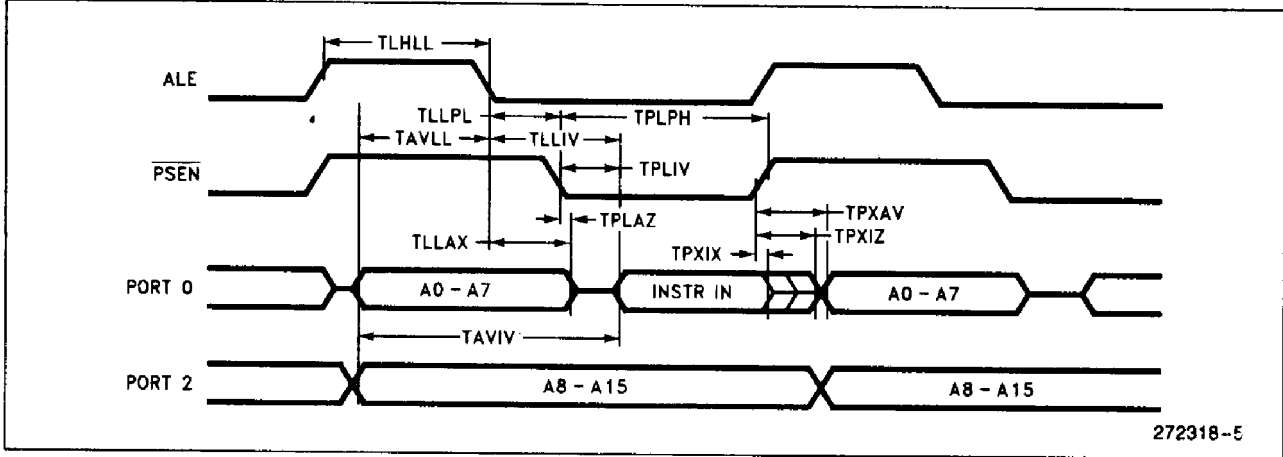 TLHLL
ALE
TLLPL TPLPH
TAVLL TLLIV
PSEN TPLIV
TPLAZ TPXAV
TLLAX TPXIZ
TPXIX
PORT 0 A0 - A7 INSTR IN A0 - A7
TAVIV
PORT 2 A8 - A15 A8 - A15
272318-5